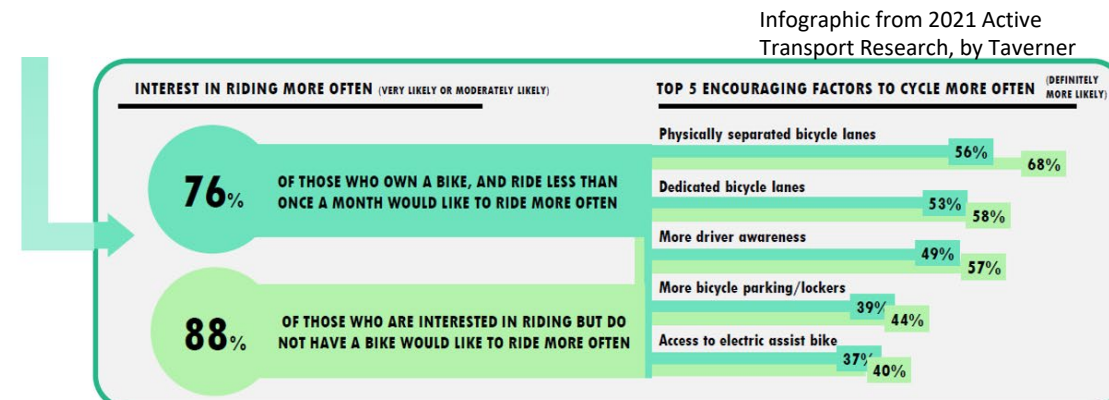 Infographic from 2021 Active
Transport Research, by Taverner
INTEREST IN RIDING MORE OFTEN (VERY LIKELY OR MODERATELY LIKELY)
76%
OF THOSE WHO OWN A BIKE, AND RIDE LESS THAN
ONCE A MONTH WOULD LIKE TO RIDE MORE OFTEN
88%
OF THOSE WHO ARE INTERESTED IN RIDING BUT DO
NOT HAVE A BIKE WOULD LIKE TO RIDE MORE OFTEN
TOP 5 ENCOURAGING FACTORS TO CYCLE MORE OFTEN (DEFINITELY
MORE LIKELY)
Physically separated bicycle lanes
56%
68%
Dedicated bicycle lanes
53%
58%
More driver awareness
49%
57%
More bicycle parking/lockers
39%
44%
Access to electric assist bike
37%
40%